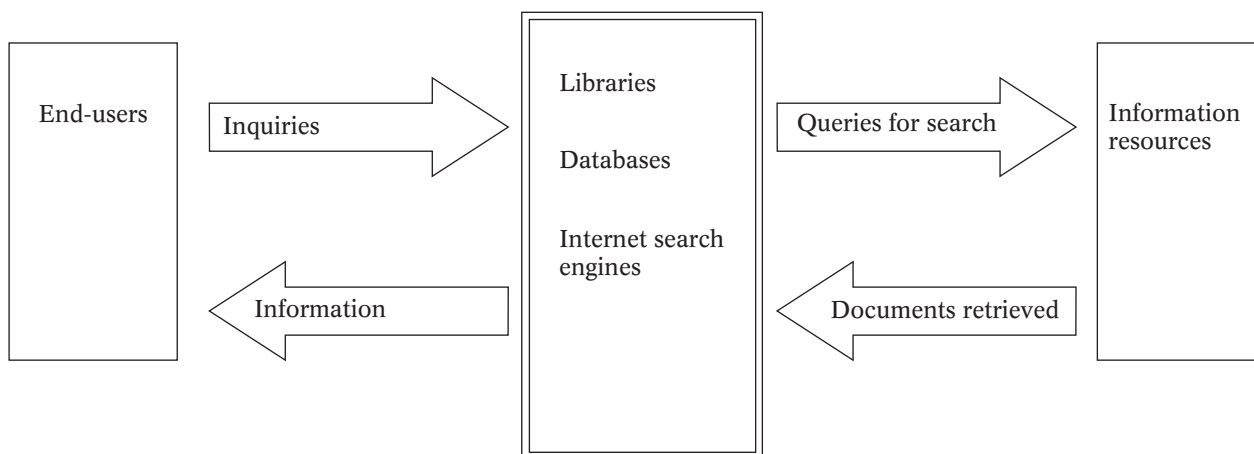 End-users
Inquiries
Information
Libraries
Databases
Internet search
engines
Queries for search
Documents retrieved
Information
resources